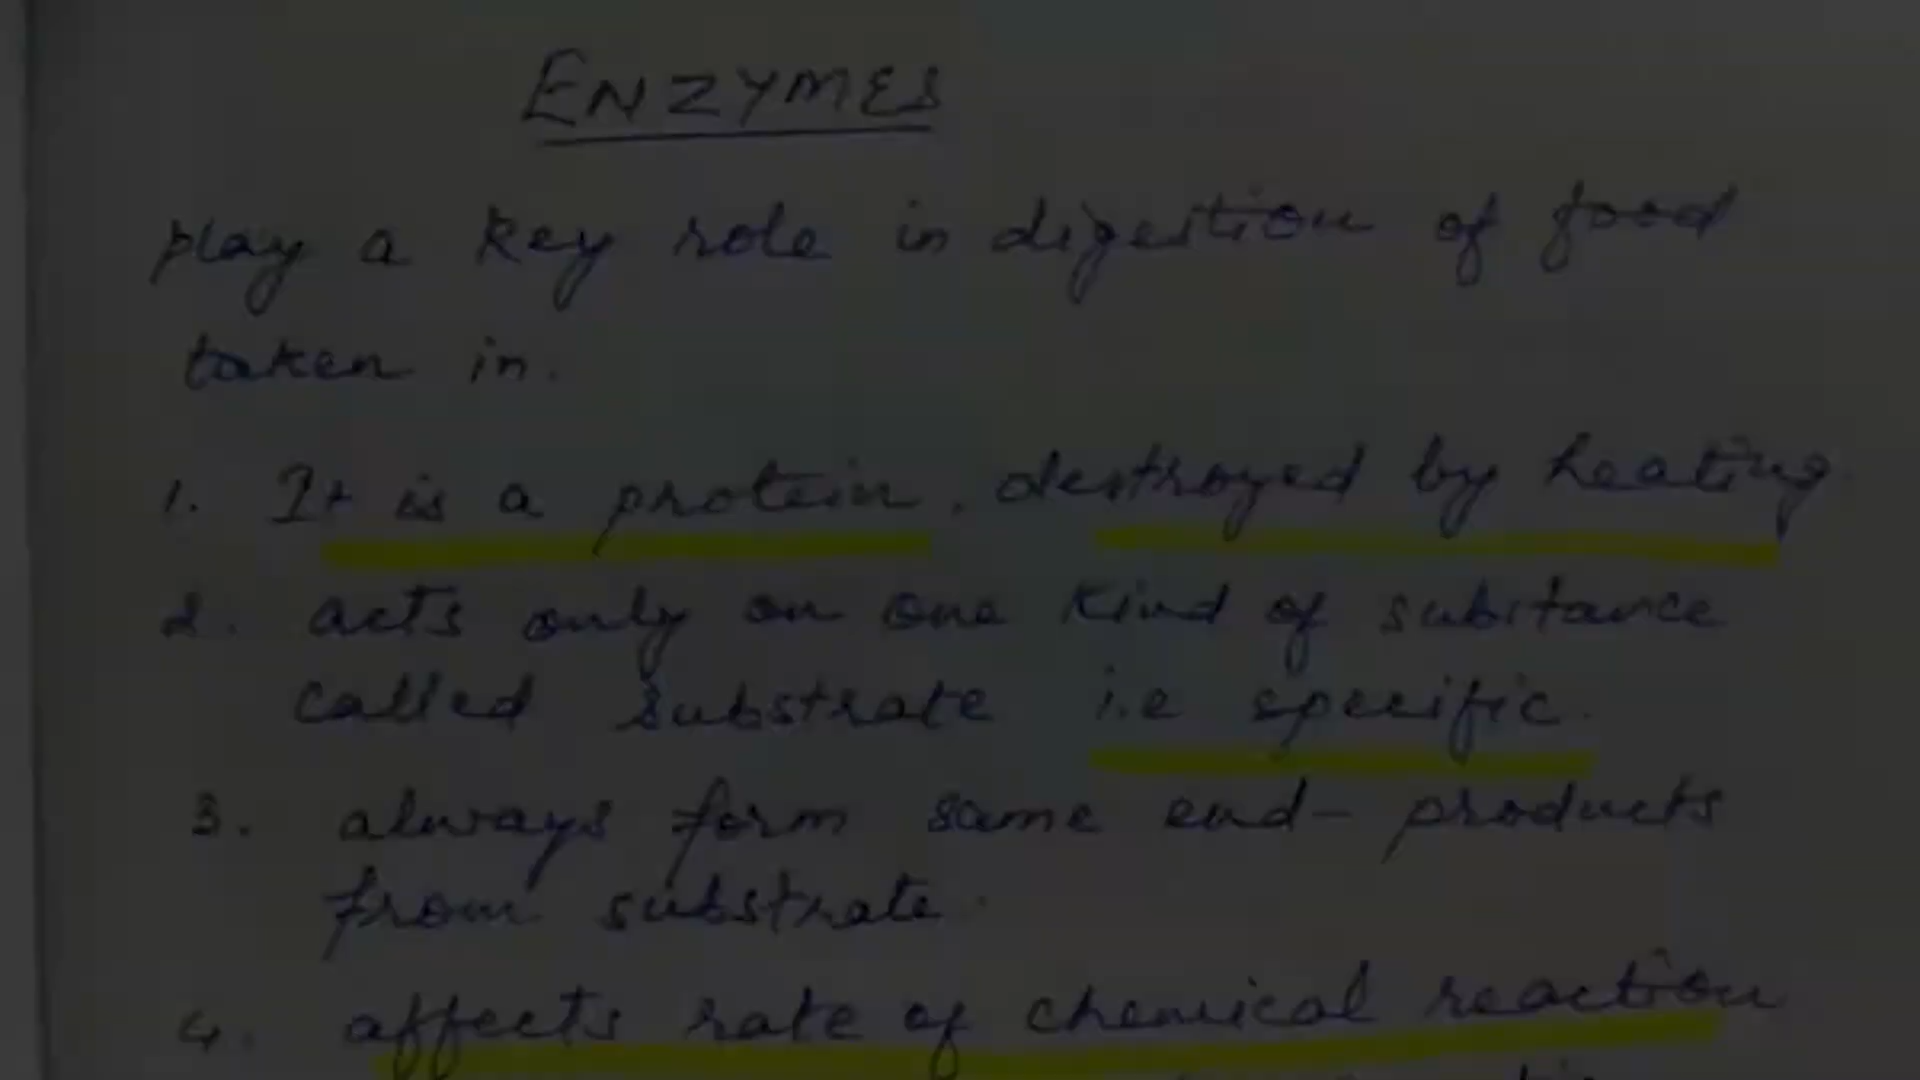 ENZYMES
play a key role in digestion of food
taken in.
1. It is a protein, destroyed by heating.
2. acts only on one kind of substance
called substrate i.e specific.
3. always form same end-products
from substrate.
4. affects rate of chemical reaction